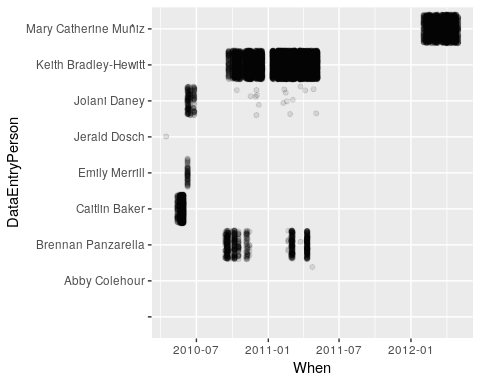 DataEntryPerson
Mary Catherine Muñiz
Keith Bradley-Hewitt
Jolani Daney
Jerald Dosch
Emily Merrill
Caitlin Baker
Brennan Panzarella
Abby Colehour
2010-07 2011-01 2011-07 2012-01
When